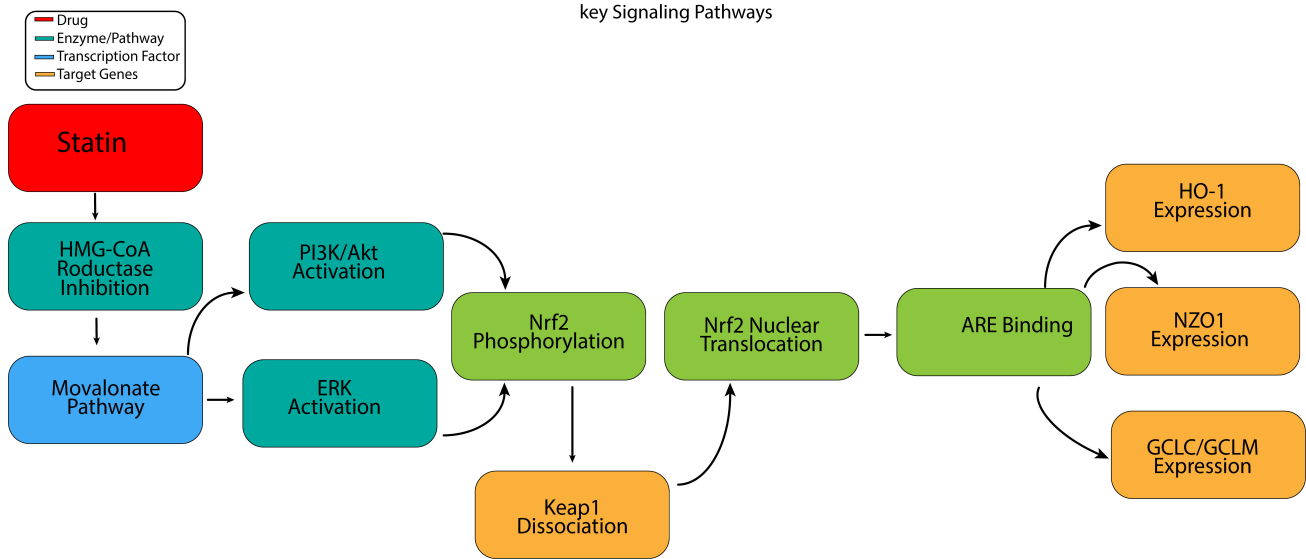 key Signaling Pathways
Drug
Enzyme/Pathway
Transcription Factor
Target Genes
Statin
HMG-CoA
Roductase
Inhibition
Movalonate
Pathway
PI3K/Akt
Activation
ERK
Activation
Nrf2
Phosphorylation
Keap1
Dissociation
Nrf2 Nuclear
Translocation
ARE Binding
HO-1
Expression
NZO1
Expression
GCLC/GCLM
Expression